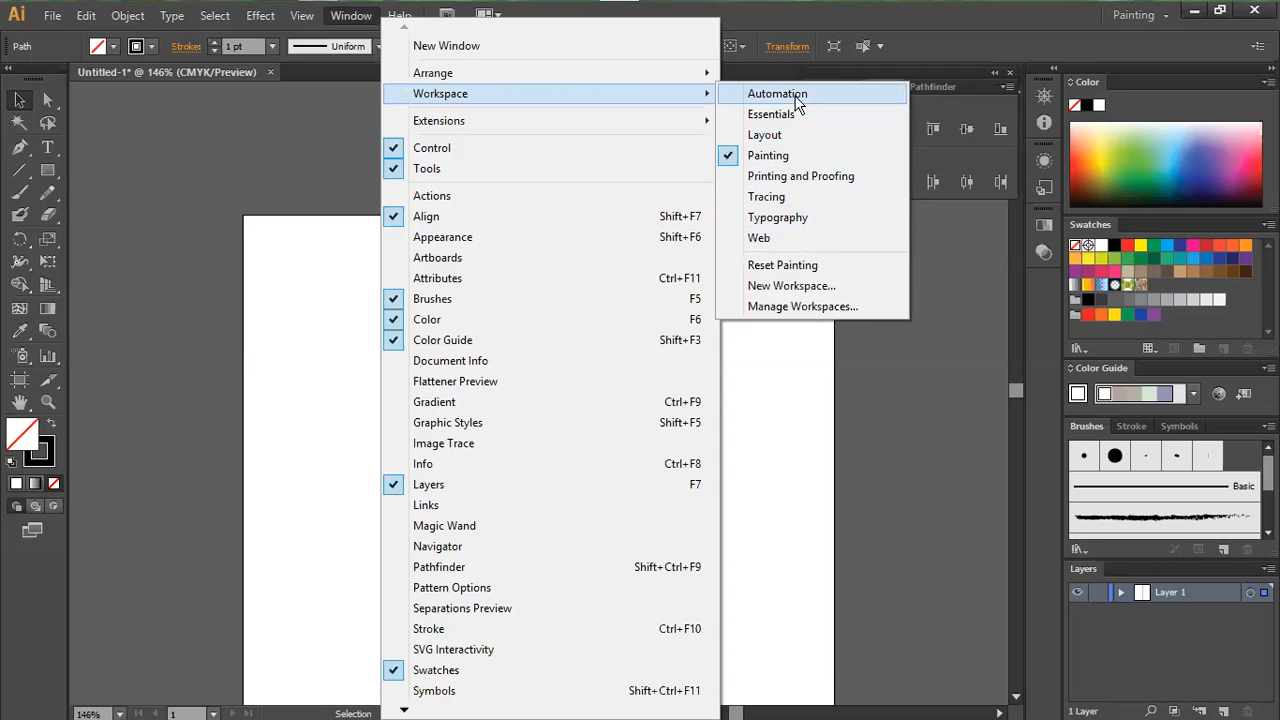 Ai File Edit Object Type Select Effect View Window Help Br Painting
Path Stroke: 1 pt Uniform Transform
Untitled-1* @ 146% (CMYK/Preview)
New Window
Arrange
Workspace
Extensions
Control
Tools
Actions
Align Shift+F7
Appearance Shift+F6
Artboards
Attributes Ctrl+F11
Brushes F5
Color F6
Color Guide Shift+F3
Document Info
Flattener Preview
Gradient Ctrl+F9
Graphic Styles Shift+F5
Image Trace
Info Ctrl+F8
Layers F7
Links
Magic Wand
Navigator
Pathfinder Shift+Ctrl+F9
Pattern Options
Separations Preview
Stroke Ctrl+F10
SVG Interactivity
Swatches
Symbols Shift+Ctrl+F11
Automation
Essentials
Layout
Painting
Printing and Proofing
Tracing
Typography
Web
Reset Painting
New Workspace...
Manage Workspaces...
Pathfinder
Color
Swatches
Color Guide
Brushes Stroke Symbols
Basic
Layers
Layer 1
1 Layer
146% 1 Selection